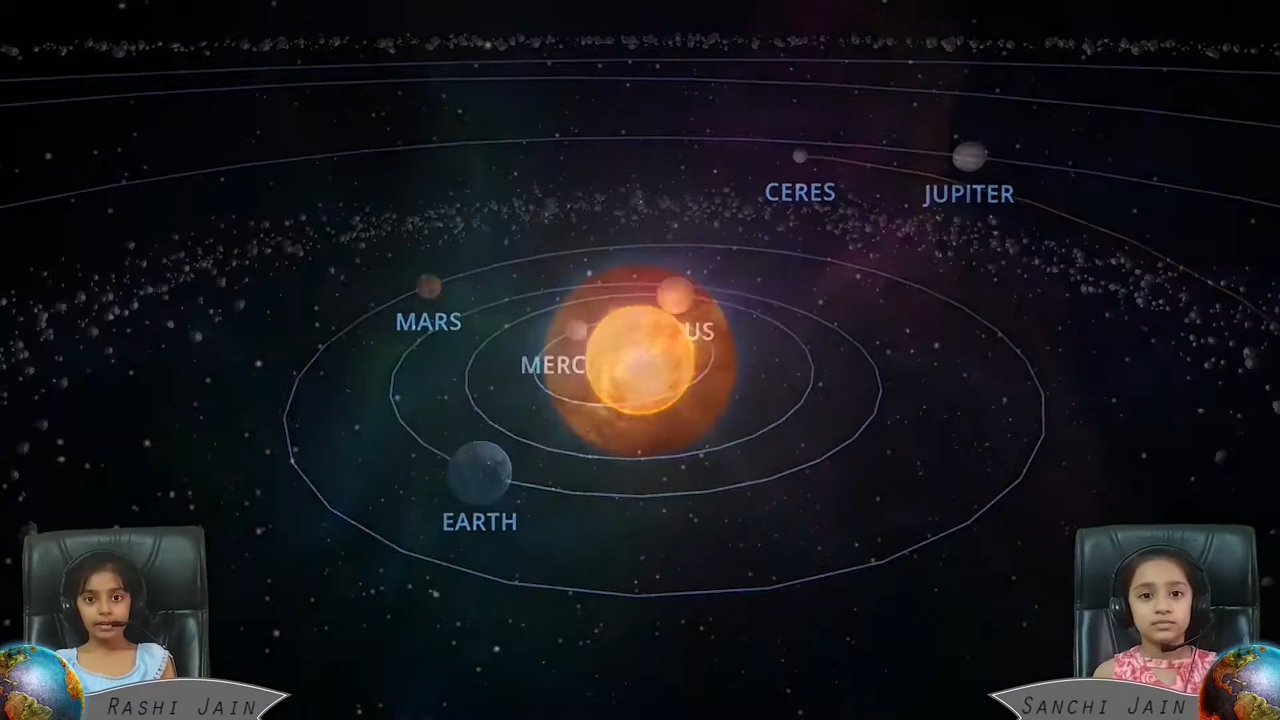 CERES
JUPITER
MARS
US
MERC
EARTH
RASHI JAIN
SANCHI JAIN